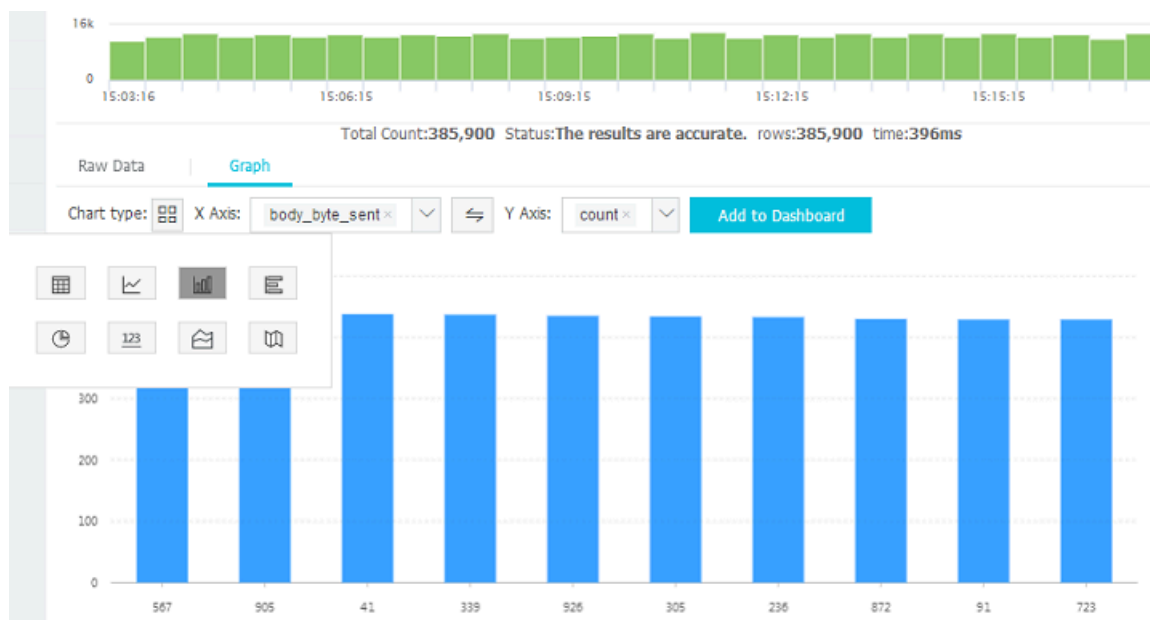 16k
0
15:03:16 15:06:15 15:09:15 15:12:15 15:15:15
Total Count:385,900 Status:The results are accurate. rows:385,900 time:396ms
Raw Data Graph
Chart type: X Axis: body_byte_sent × Y Axis: count × Add to Dashboard
123
300
200
100
0
567 905 41 339 926 305 236 872 91 723